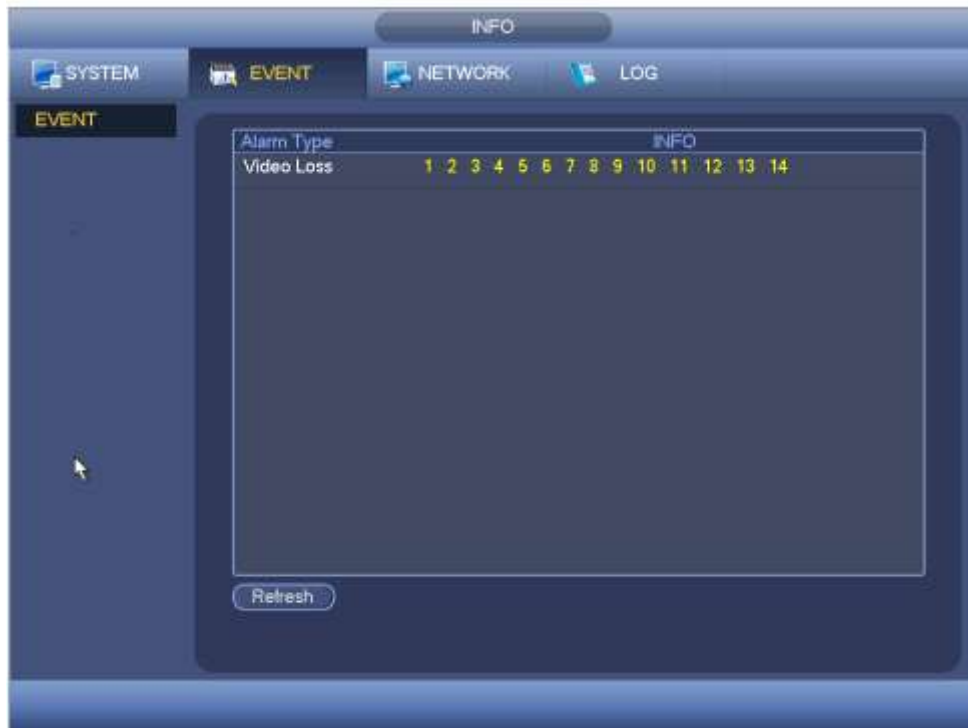 INFO
SYSTEM EVENT NETWORK LOG
EVENT
Alarm Type INFO
Video Loss 1 2 3 4 5 6 7 8 9 10 11 12 13 14
Refresh